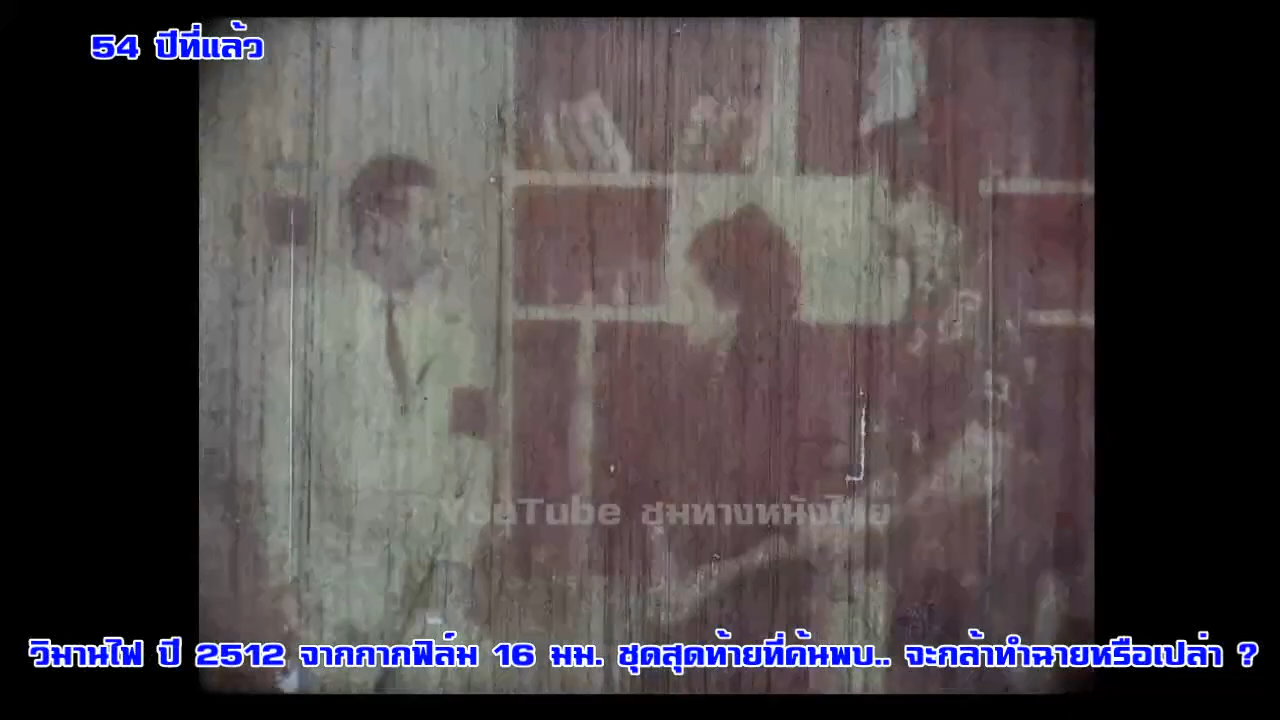 54 ปีที่แล้ว
YouTube ชุมทางหนังไทย
วิมานไฟ ปี 2512 จากกากฟิล์ม 16 มม. ชุดสุดท้ายที่ค้นพบ.. จะกล้าทำฉายหรือเปล่า ?